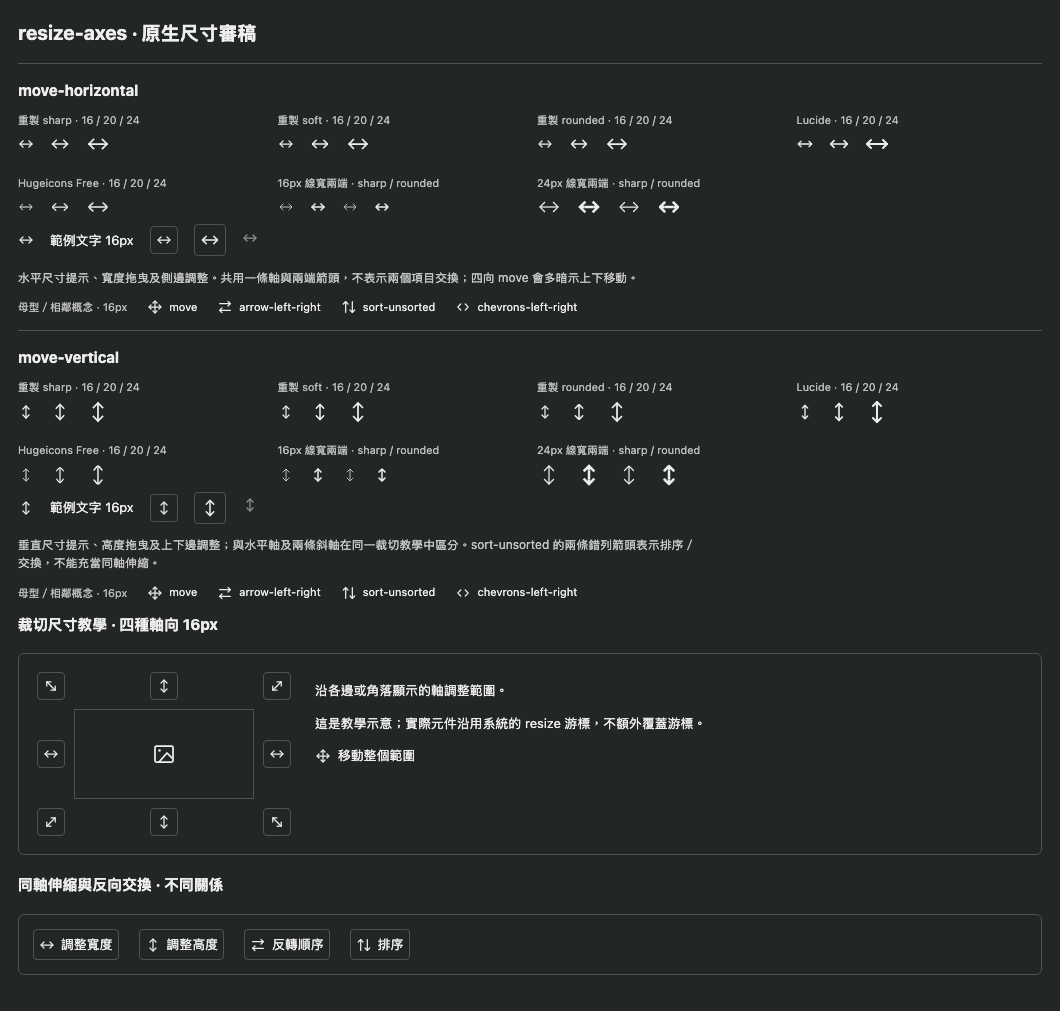 resize-axes · 原生尺寸審稿
move-horizontal
重製 sharp · 16 / 20 / 24
重製 soft · 16 / 20 / 24
重製 rounded · 16 / 20 / 24
Lucide · 16 / 20 / 24
Hugeicons Free · 16 / 20 / 24
16px 線寬兩端 · sharp / rounded
24px 線寬兩端 · sharp / rounded
範例文字 16px
水平尺寸提示、寬度拖曳及側邊調整。共用一條軸與兩端箭頭，不表示兩個項目交換；四向 move 會多暗示上下移動。
母型 / 相鄰概念 · 16px
move
arrow-left-right
sort-unsorted
chevrons-left-right
move-vertical
重製 sharp · 16 / 20 / 24
重製 soft · 16 / 20 / 24
重製 rounded · 16 / 20 / 24
Lucide · 16 / 20 / 24
Hugeicons Free · 16 / 20 / 24
16px 線寬兩端 · sharp / rounded
24px 線寬兩端 · sharp / rounded
範例文字 16px
垂直尺寸提示、高度拖曳及上下邊調整；與水平軸及兩條斜軸在同一裁切教學中區分。sort-unsorted 的兩條錯列箭頭表示排序 /
交換，不能充當同軸伸縮。
母型 / 相鄰概念 · 16px
move
arrow-left-right
sort-unsorted
chevrons-left-right
裁切尺寸教學 · 四種軸向 16px
沿各邊或角落顯示的軸調整範圍。
這是教學示意；實際元件沿用系統的 resize 游標，不額外覆蓋游標。
移動整個範圍
同軸伸縮與反向交換 · 不同關係
調整寬度
調整高度
反轉順序
排序